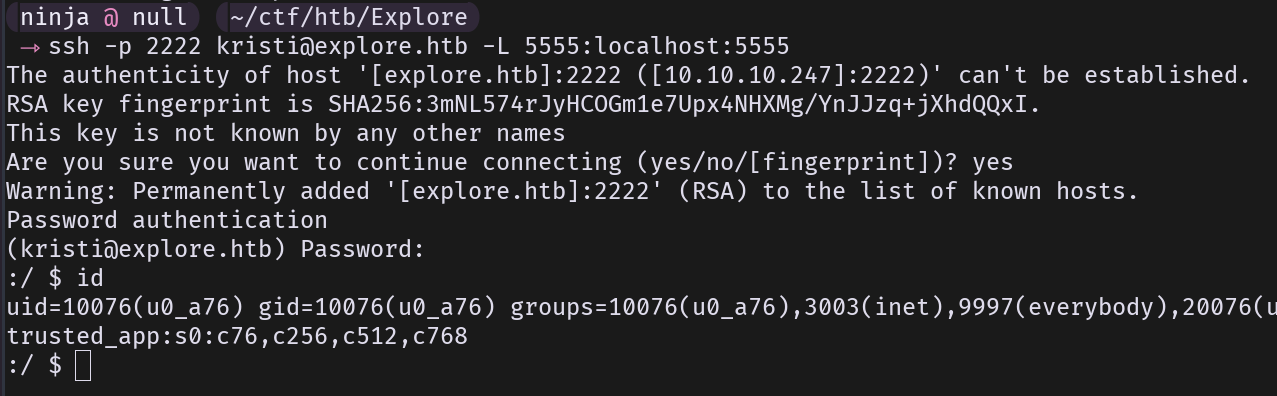 ninja @ null ~/ctf/htb/Explore
→ ssh -p 2222 kristi@explore.htb -L 5555:localhost:5555
The authenticity of host '[explore.htb]:2222 ([10.10.10.247]:2222)' can't be established.
RSA key fingerprint is SHA256:3mNL574rJyHCOGm1e7Upx4NHXMg/YnJJzq+jXhdQQxI.
This key is not known by any other names
Are you sure you want to continue connecting (yes/no/[fingerprint])? yes
Warning: Permanently added '[explore.htb]:2222' (RSA) to the list of known hosts.
Password authentication
(kristi@explore.htb) Password:
:/ $ id
uid=10076(u0_a76) gid=10076(u0_a76) groups=10076(u0_a76),3003(inet),9997(everybody),20076(u
trusted_app:s0:c76,c256,c512,c768
:/ $